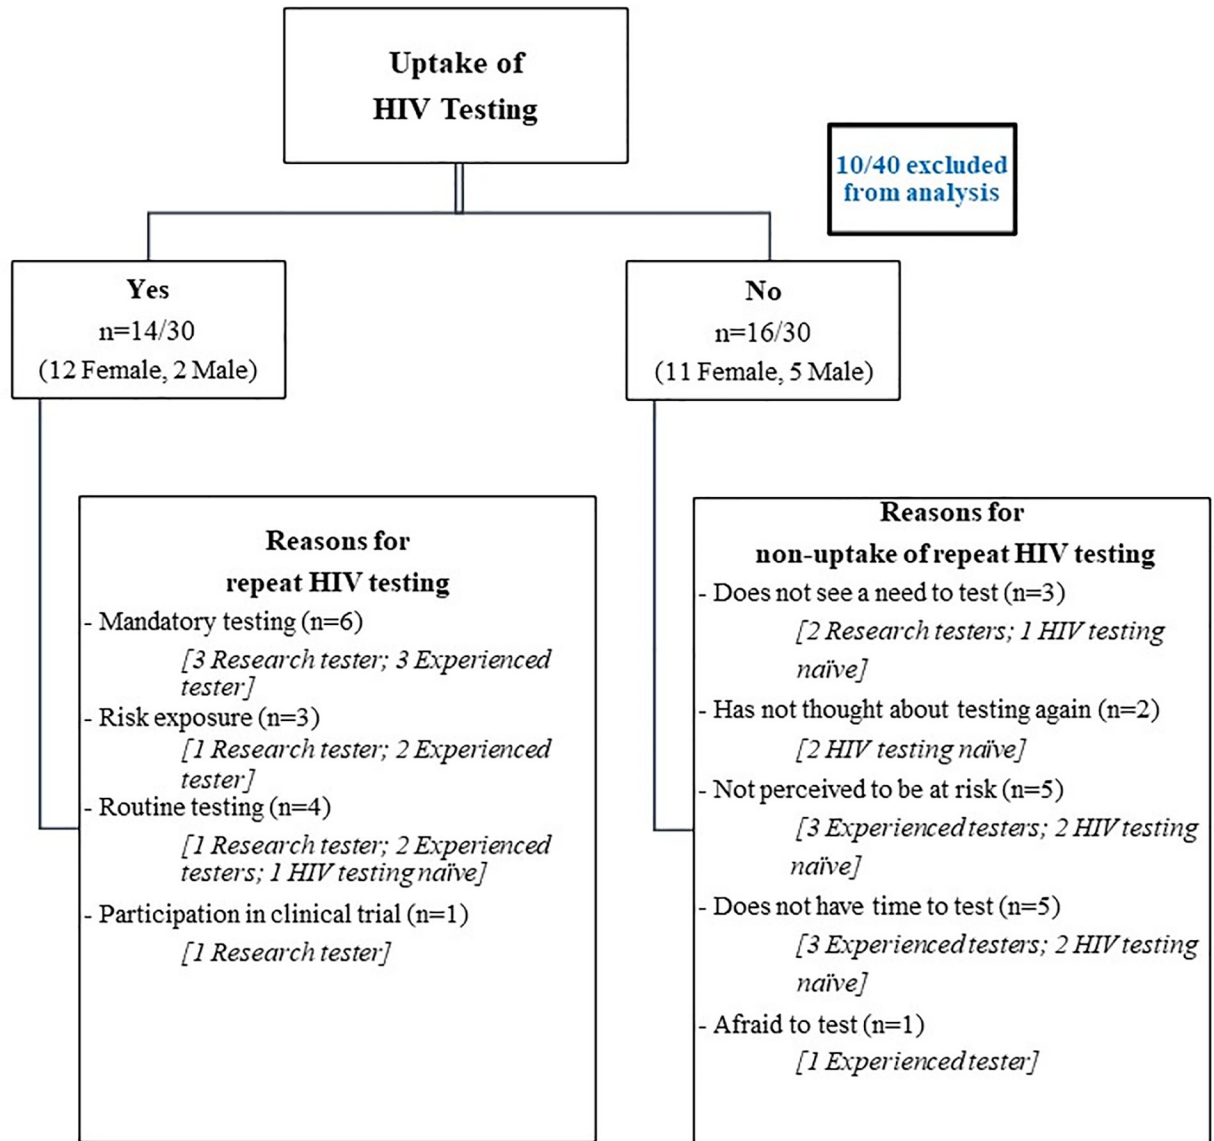 Uptake of
HIV Testing
10/40 excluded
from analysis
Yes
n=14/30
(12 Female, 2 Male)
No
n=16/30
(11 Female, 5 Male)
Reasons for
repeat HIV testing
- Mandatory testing (n=6)
[3 Research tester; 3 Experienced
tester]
- Risk exposure (n=3)
[1 Research tester; 2 Experienced
tester]
- Routine testing (n=4)
[1 Research tester; 2 Experienced
testers; 1 HIV testing naïve]
- Participation in clinical trial (n=1)
[1 Research tester]
Reasons for
non-uptake of repeat HIV testing
- Does not see a need to test (n=3)
[2 Research testers; 1 HIV testing
naïve]
- Has not thought about testing again (n=2)
[2 HIV testing naïve]
- Not perceived to be at risk (n=5)
[3 Experienced testers; 2 HIV testing
naïve]
- Does not have time to test (n=5)
[3 Experienced testers; 2 HIV testing
naïve]
- Afraid to test (n=1)
[1 Experienced tester]